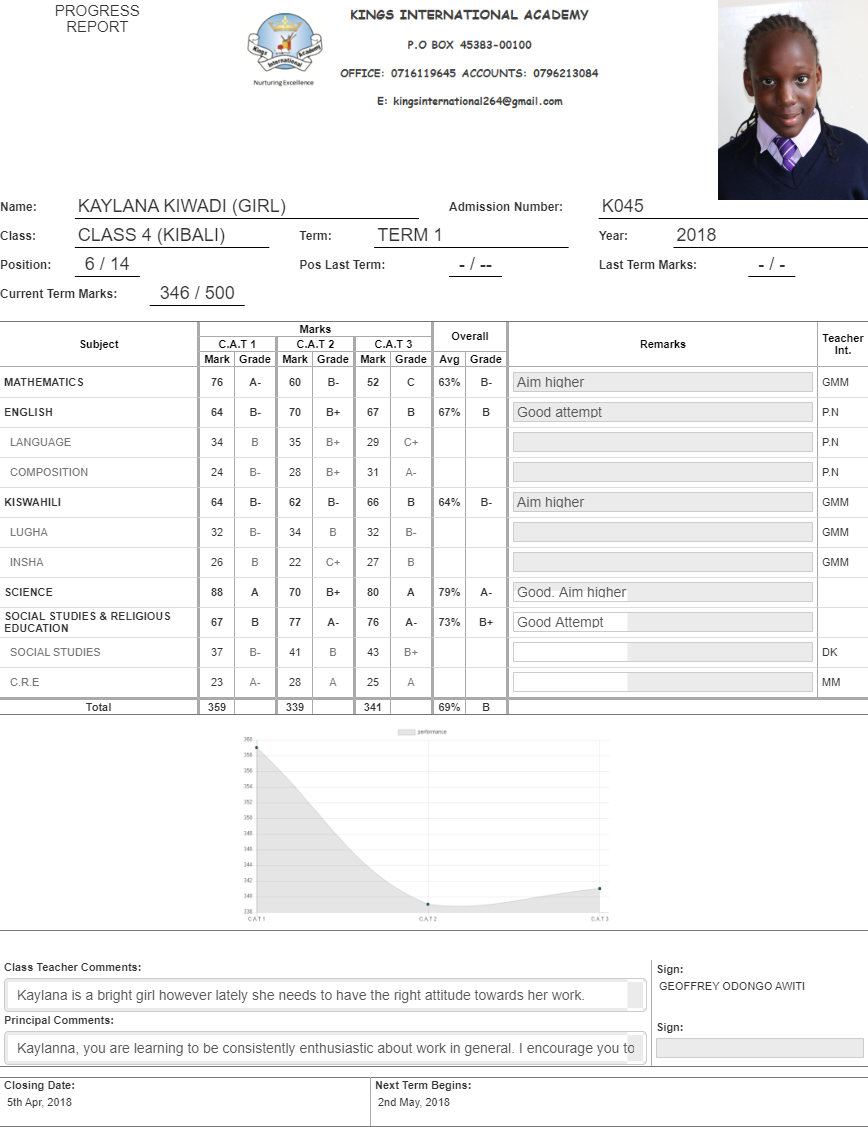 PROGRESS
REPORT
Kings International Academy
Nurturing Excellence
KINGS INTERNATIONAL ACADEMY
P.O BOX 45383-00100
OFFICE: 0716119645 ACCOUNTS: 0796213084
E: kingsinternational264@gmail.com
Name: KAYLANA KIWADI (GIRL) Admission Number: K045
Class: CLASS 4 (KIBALI) Term: TERM 1 Year: 2018
Position: 6 / 14 Pos Last Term: - / -- Last Term Marks: - / -
Current Term Marks: 346 / 500
Subject Marks Overall Remarks Teacher Int.
C.A.T 1 C.A.T 2 C.A.T 3
Mark Grade Mark Grade Mark Grade Avg Grade
MATHEMATICS 76 A- 60 B- 52 C 63% B- Aim higher GMM
ENGLISH 64 B- 70 B+ 67 B 67% B Good attempt P.N
LANGUAGE 34 B 35 B+ 29 C+ P.N
COMPOSITION 24 B- 28 B+ 31 A- P.N
KISWAHILI 64 B- 62 B- 66 B 64% B- Aim higher GMM
LUGHA 32 B- 34 B 32 B- GMM
INSHA 26 B 22 C+ 27 B GMM
SCIENCE 88 A 70 B+ 80 A 79% A- Good. Aim higher
SOCIAL STUDIES & RELIGIOUS
EDUCATION 67 B 77 A- 76 A- 73% B+ Good Attempt
SOCIAL STUDIES 37 B- 41 B 43 B+ DK
C.R.E 23 A- 28 A 25 A MM
Total 359 339 341 69% B
performance
360
358
356
354
352
350
348
346
344
342
340
338
CAT1 CAT2 CAT3
Class Teacher Comments: Sign:
Kaylana is a bright girl however lately she needs to have the right attitude towards her work. GEOFFREY ODONGO AWITI
Principal Comments: Sign:
Kaylanna, you are learning to be consistently enthusiastic about work in general. I encourage you to
Closing Date: Next Term Begins:
5th Apr, 2018 2nd May, 2018